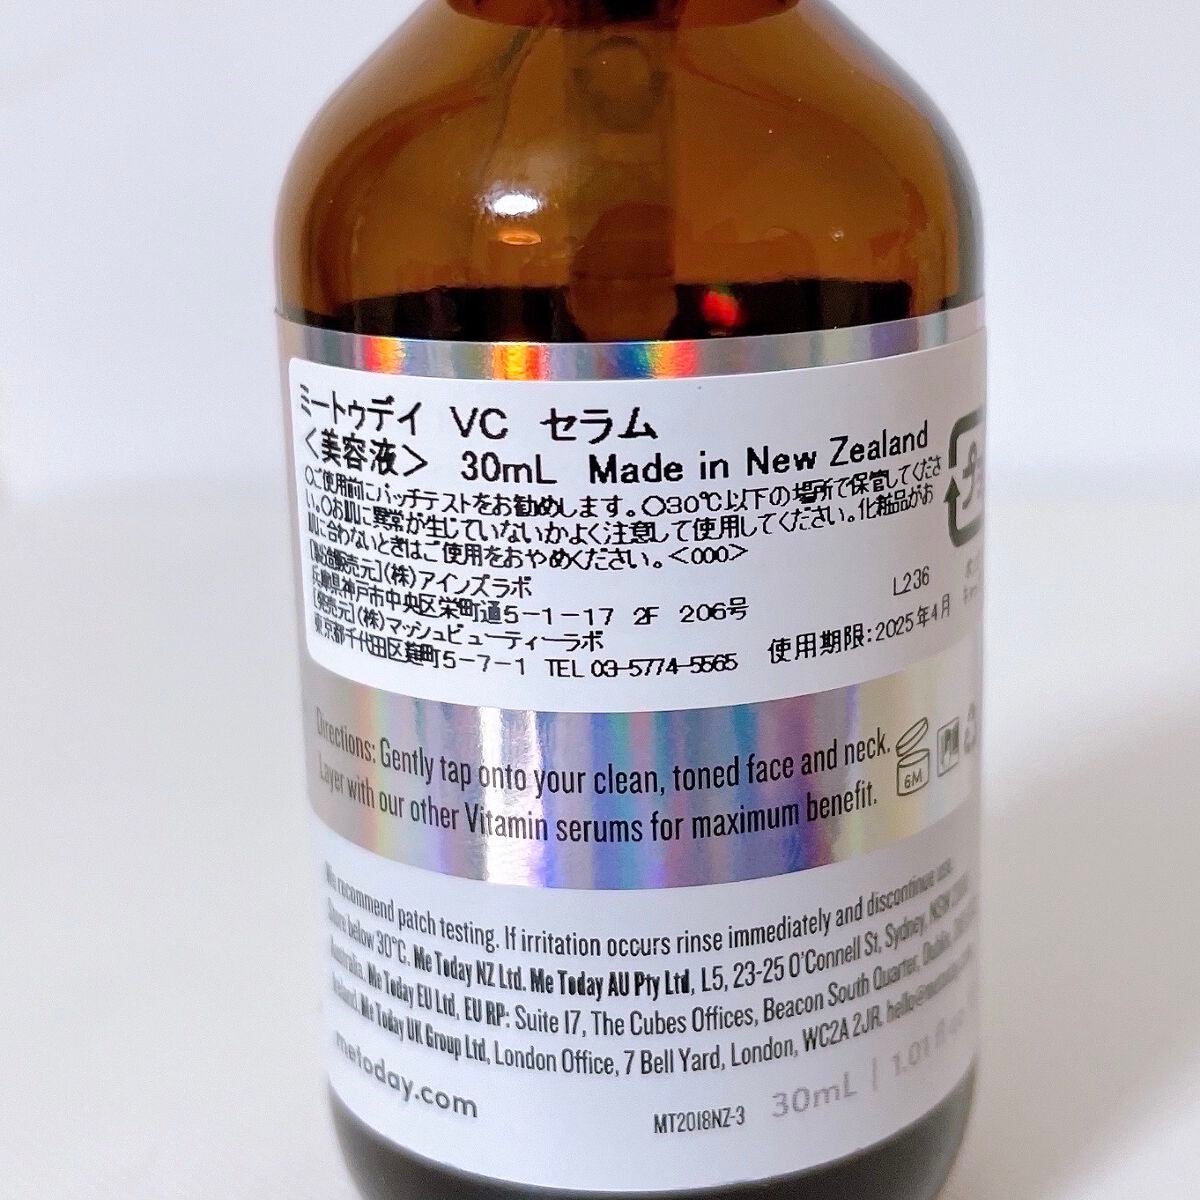 ミートゥデイ VC セラム
<美容液> 30mL Made in New Zealand
○ご使用前にパッチテストをお勧めします。○30℃以下の場所で保管してくださ
い。○お肌に異常が生じていないかよく注意して使用してください。化粧品がお
肌に合わないときはご使用をおやめください。<000>
[製造販売元](株)アインズラボ
兵庫県神戸市中央区栄町通5-1-17 2F 206号
[発売元](株)マッシュビューティーラボ
東京都千代田区麹町5-7-1 TEL 03-5774-5565
L236
使用期限:2025年4月
Directions: Gently tap onto your clean, toned face and neck.
Layer with our other Vitamin serums for maximum benefit.
6M
We recommend patch testing. If irritation occurs rinse immediately and discontinue use.
Store below 30°C. Me Today NZ Ltd. Me Today AU Pty Ltd, L5, 23-25 O'Connell St, Sydney, NSW
Australia. Me Today EU Ltd, EU RP: Suite 17, The Cubes Offices, Beacon South Quarter, Dublin,
Ireland. Me Today UK Group Ltd, London Office, 7 Bell Yard, London, WC2A 2JR.
metoday.com
MT2018NZ-3
30mL | 1.01 fl